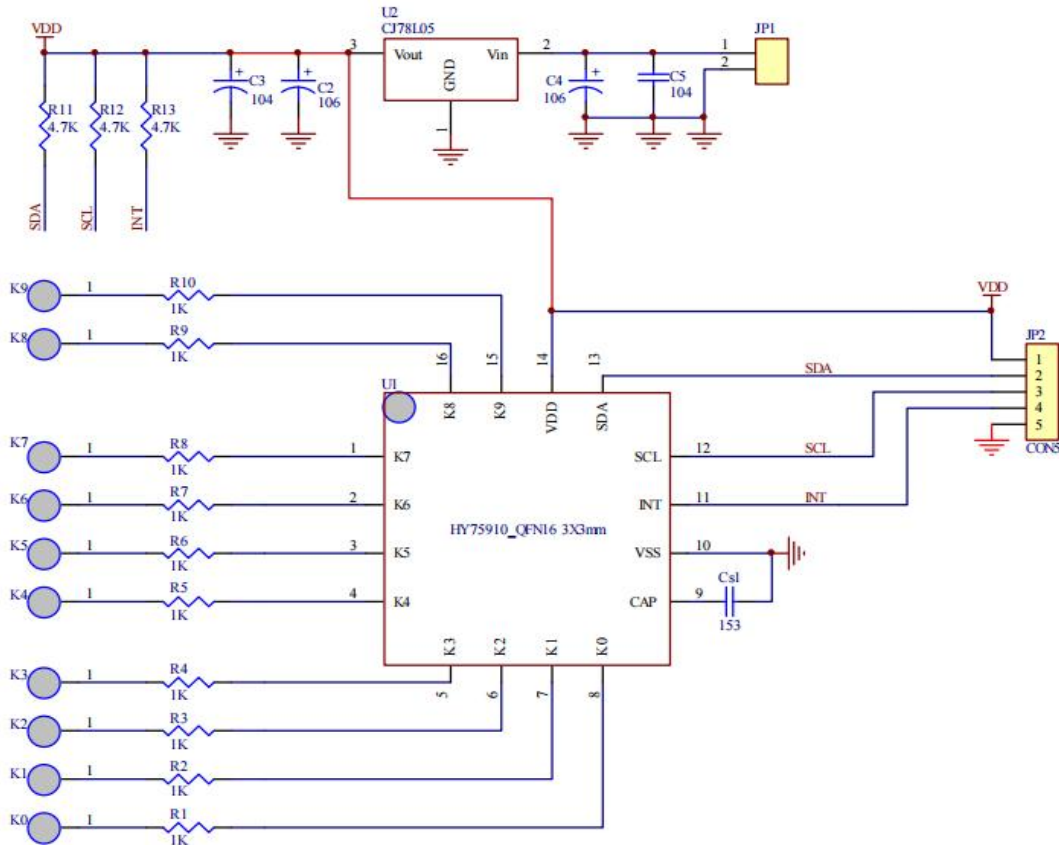 VDD
U2
CJ78L05
3 Vout Vin 2
GND
1
JP1
1
2
C3
104
C2
106
C4
106
C5
104
R11
4.7K
R12
4.7K
R13
4.7K
SDA
SCL
INT
K9 1 R10
1K
K8 1 R9
1K
16 15 14 13
VDD
JP2
1
2
3
4
5
CON5
SDA
SCL
INT
U1
K8 K9 VDD SDA
K7 1 R8 1 K7
1K
SCL 12
K6 1 R7 2 K6
1K
INT 11
HY75910_QFN16 3X3mm
K5 1 R6 3 K5
1K
VSS 10
K4 1 R5 4 K4
1K
CAP 9
Cs1
153
K3 K2 K1 K0
5 6 7 8
K3 1 R4
1K
K2 1 R3
1K
K1 1 R2
1K
K0 1 R1
1K